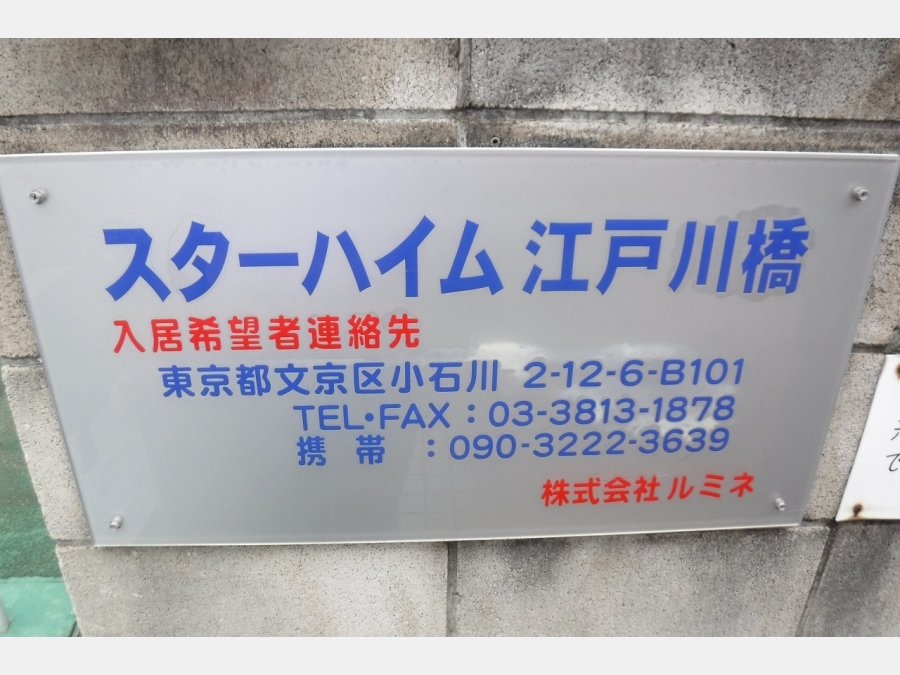 スターハイム 江戸川橋
入居希望者連絡先
東京都文京区小石川 2-12-6-B101
TEL・FAX:03-3813-1878
携 帯 :090-3222-3639
株式会社 ルミネ